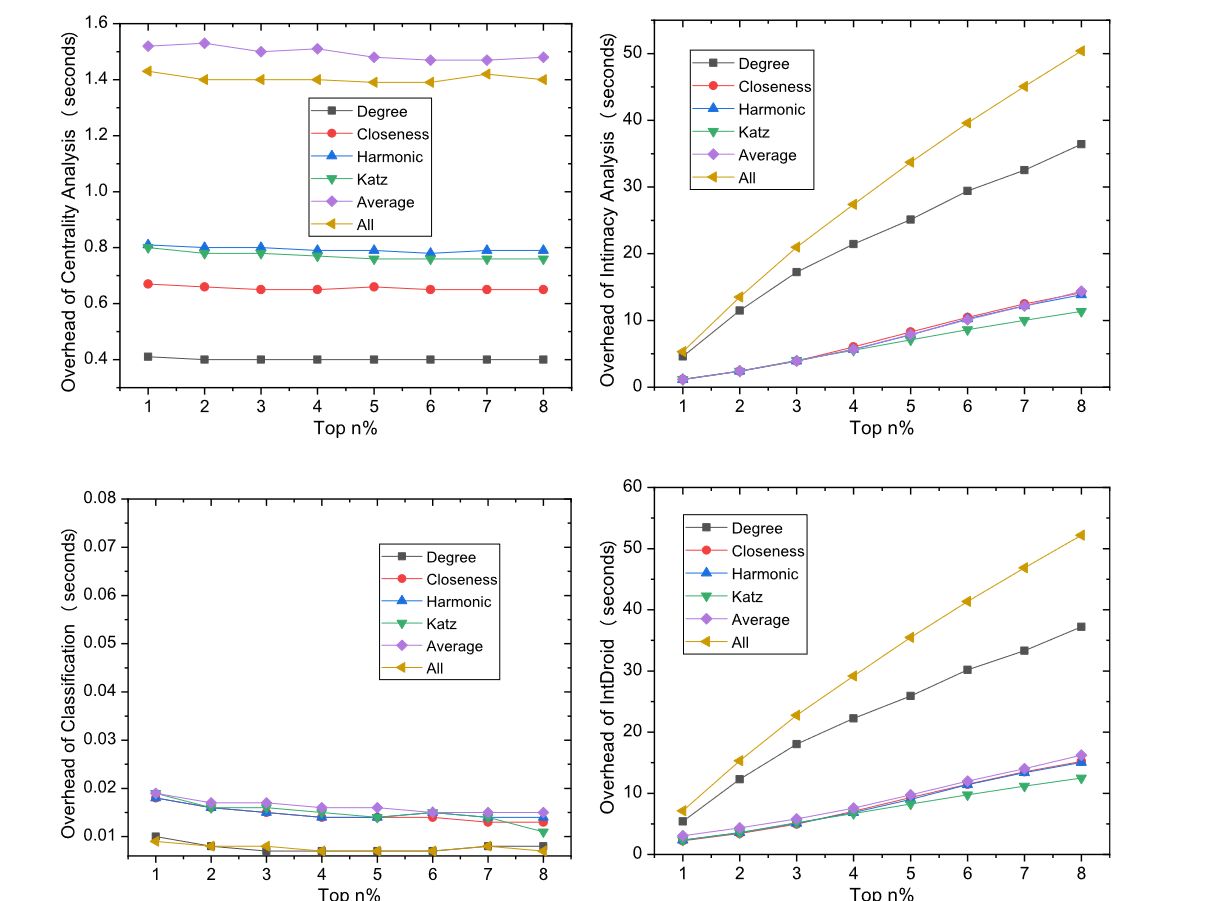 Overhead of Centrality Analysis ( seconds)
1.6
1.4
1.2
1.0
0.8
0.6
0.4
Degree
Closeness
Harmonic
Katz
Average
All
1 2 3 4 5 6 7 8
Top n%
Overhead of Intimacy Analysis ( seconds)
50
40
30
20
10
0
Degree
Closeness
Harmonic
Katz
Average
All
1 2 3 4 5 6 7 8
Top n%
Overhead of Classification ( seconds)
0.08
0.07
0.06
0.05
0.04
0.03
0.02
0.01
Degree
Closeness
Harmonic
Katz
Average
All
1 2 3 4 5 6 7 8
Top n%
Overhead of IntDroid ( seconds)
60
50
40
30
20
10
0
Degree
Closeness
Harmonic
Katz
Average
All
1 2 3 4 5 6 7 8
Top n%